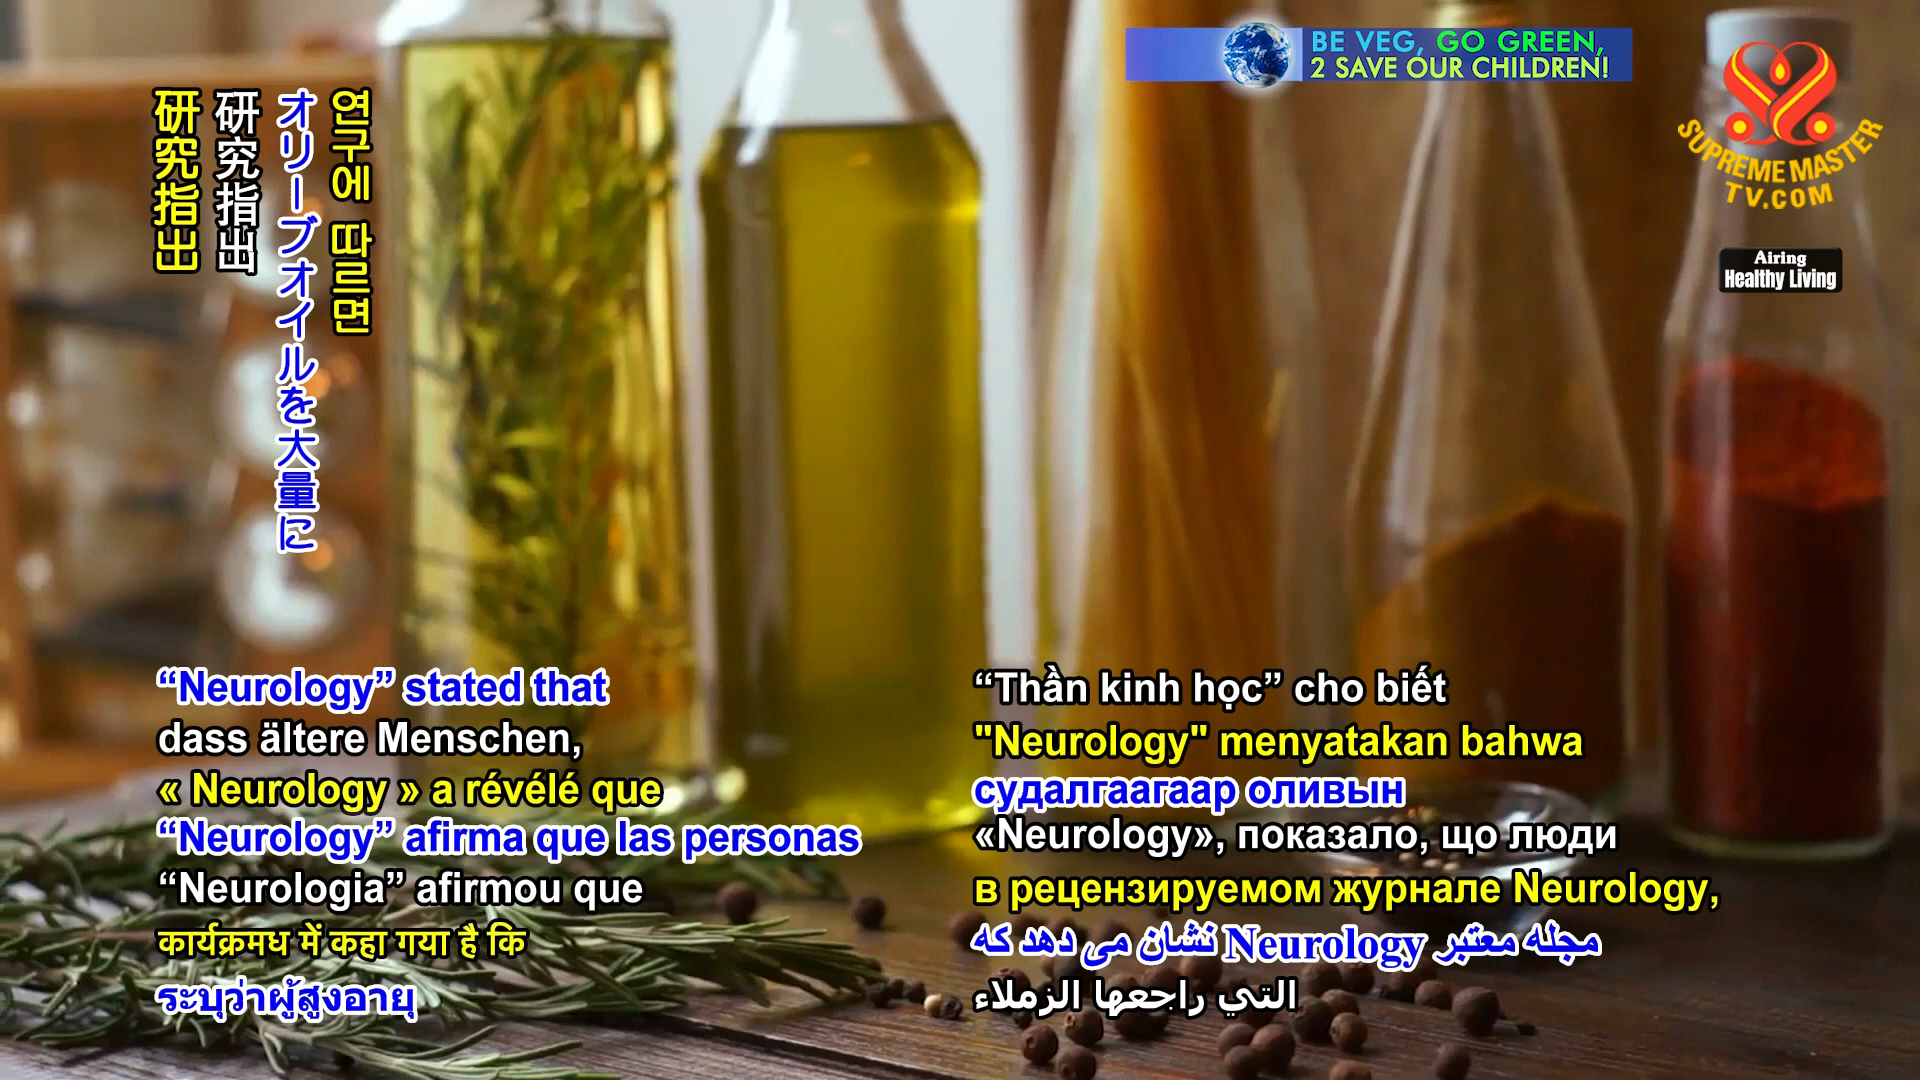 BE VEG, GO GREEN,
2 SAVE OUR CHILDREN!
SUPREME MASTER
TV.COM
Airing
Healthy Living
연구에 따르면
オリーブオイルを大量に
研究指出
研究指出
“Neurology” stated that
dass ältere Menschen,
« Neurology » a révélé que
“Neurology” afirma que las personas
“Neurologia” afirmou que
कार्यक्रमध में कहा गया है कि
ระบุว่าผู้สูงอายุ
“Thần kinh học” cho biết
"Neurology" menyatakan bahwa
судалгаагаар оливын
«Neurology», показало, що люди
в рецензируемом журнале Neurology,
مجله معتبر Neurology نشان می دهد که
التي راجعها الزملاء